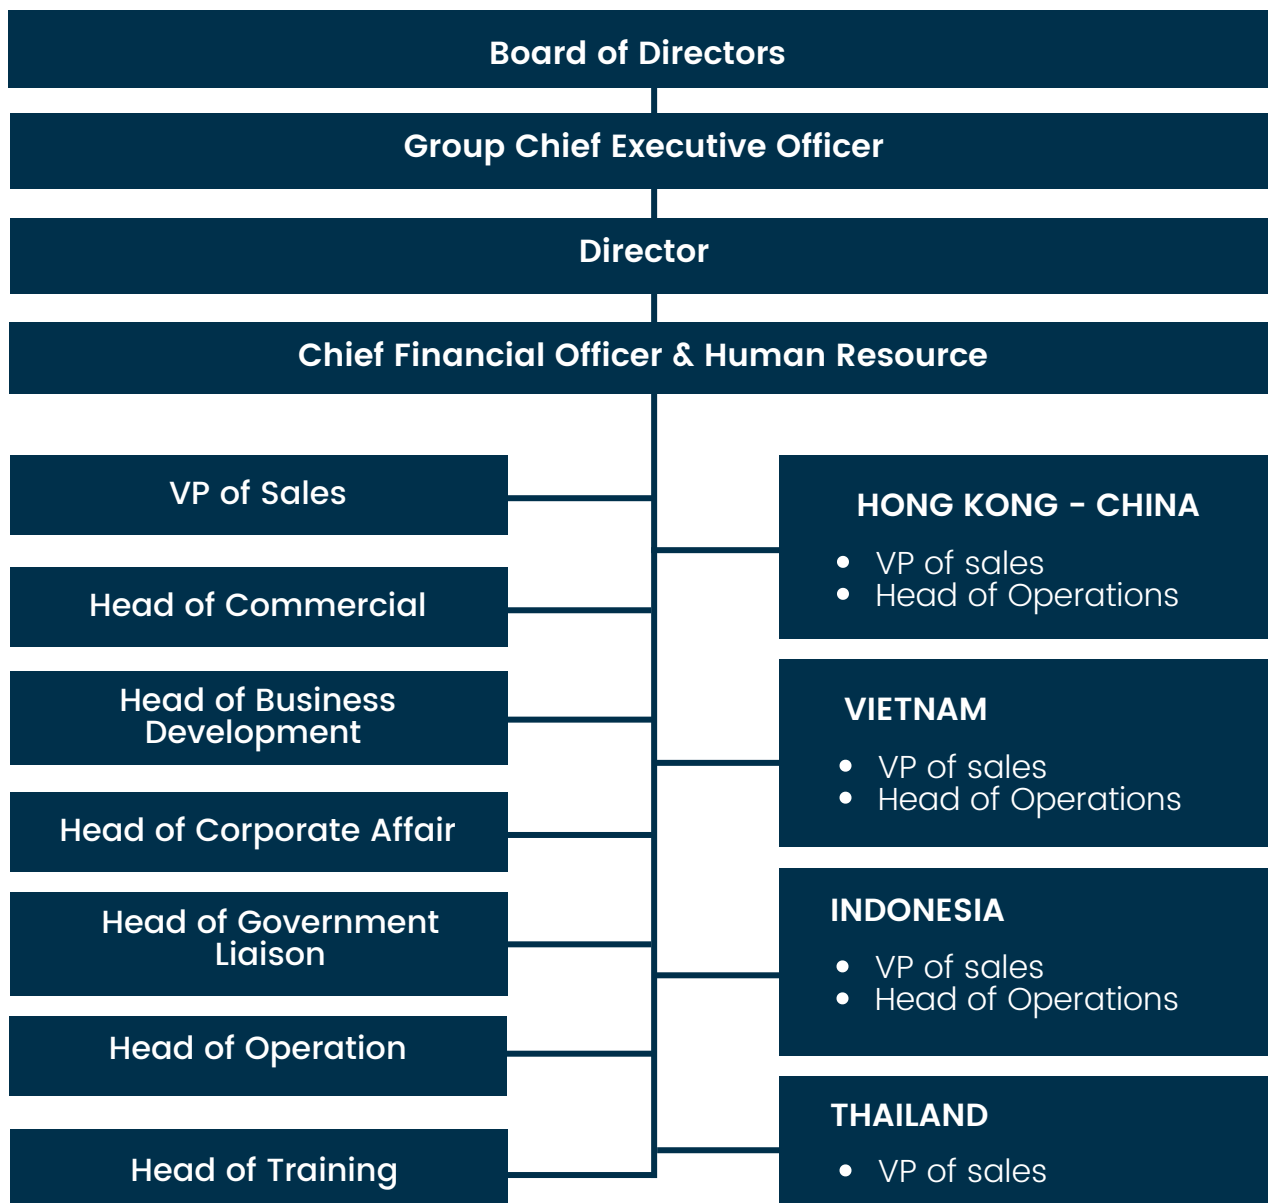 Board of Directors
Group Chief Executive Officer
Director
Chief Financial Officer & Human Resource
VP of Sales
Head of Commercial
Head of Business
Development
Head of Corporate Affair
Head of Government
Liaison
Head of Operation
Head of Training
HONG KONG - CHINA
• VP of sales
• Head of Operations
VIETNAM
• VP of sales
• Head of Operations
INDONESIA
• VP of sales
• Head of Operations
THAILAND
• VP of sales